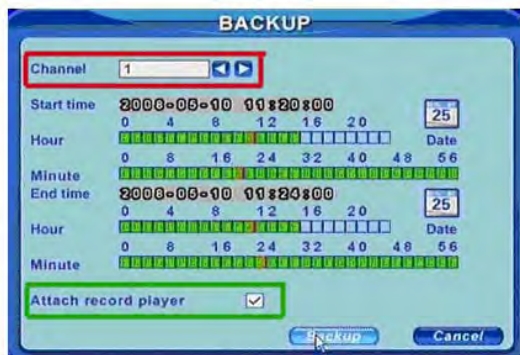 BACKUP
Channel 1
Start time 2008-05-10 11:20:00
0 4 8 12 16 20 25
Hour Date
0 8 16 24 32 40 48 56
Minute
End time 2008-05-10 11:24:00
0 4 8 12 16 20 25
Hour Date
0 8 16 24 32 40 48 56
Minute
Attach record player
Backup Cancel